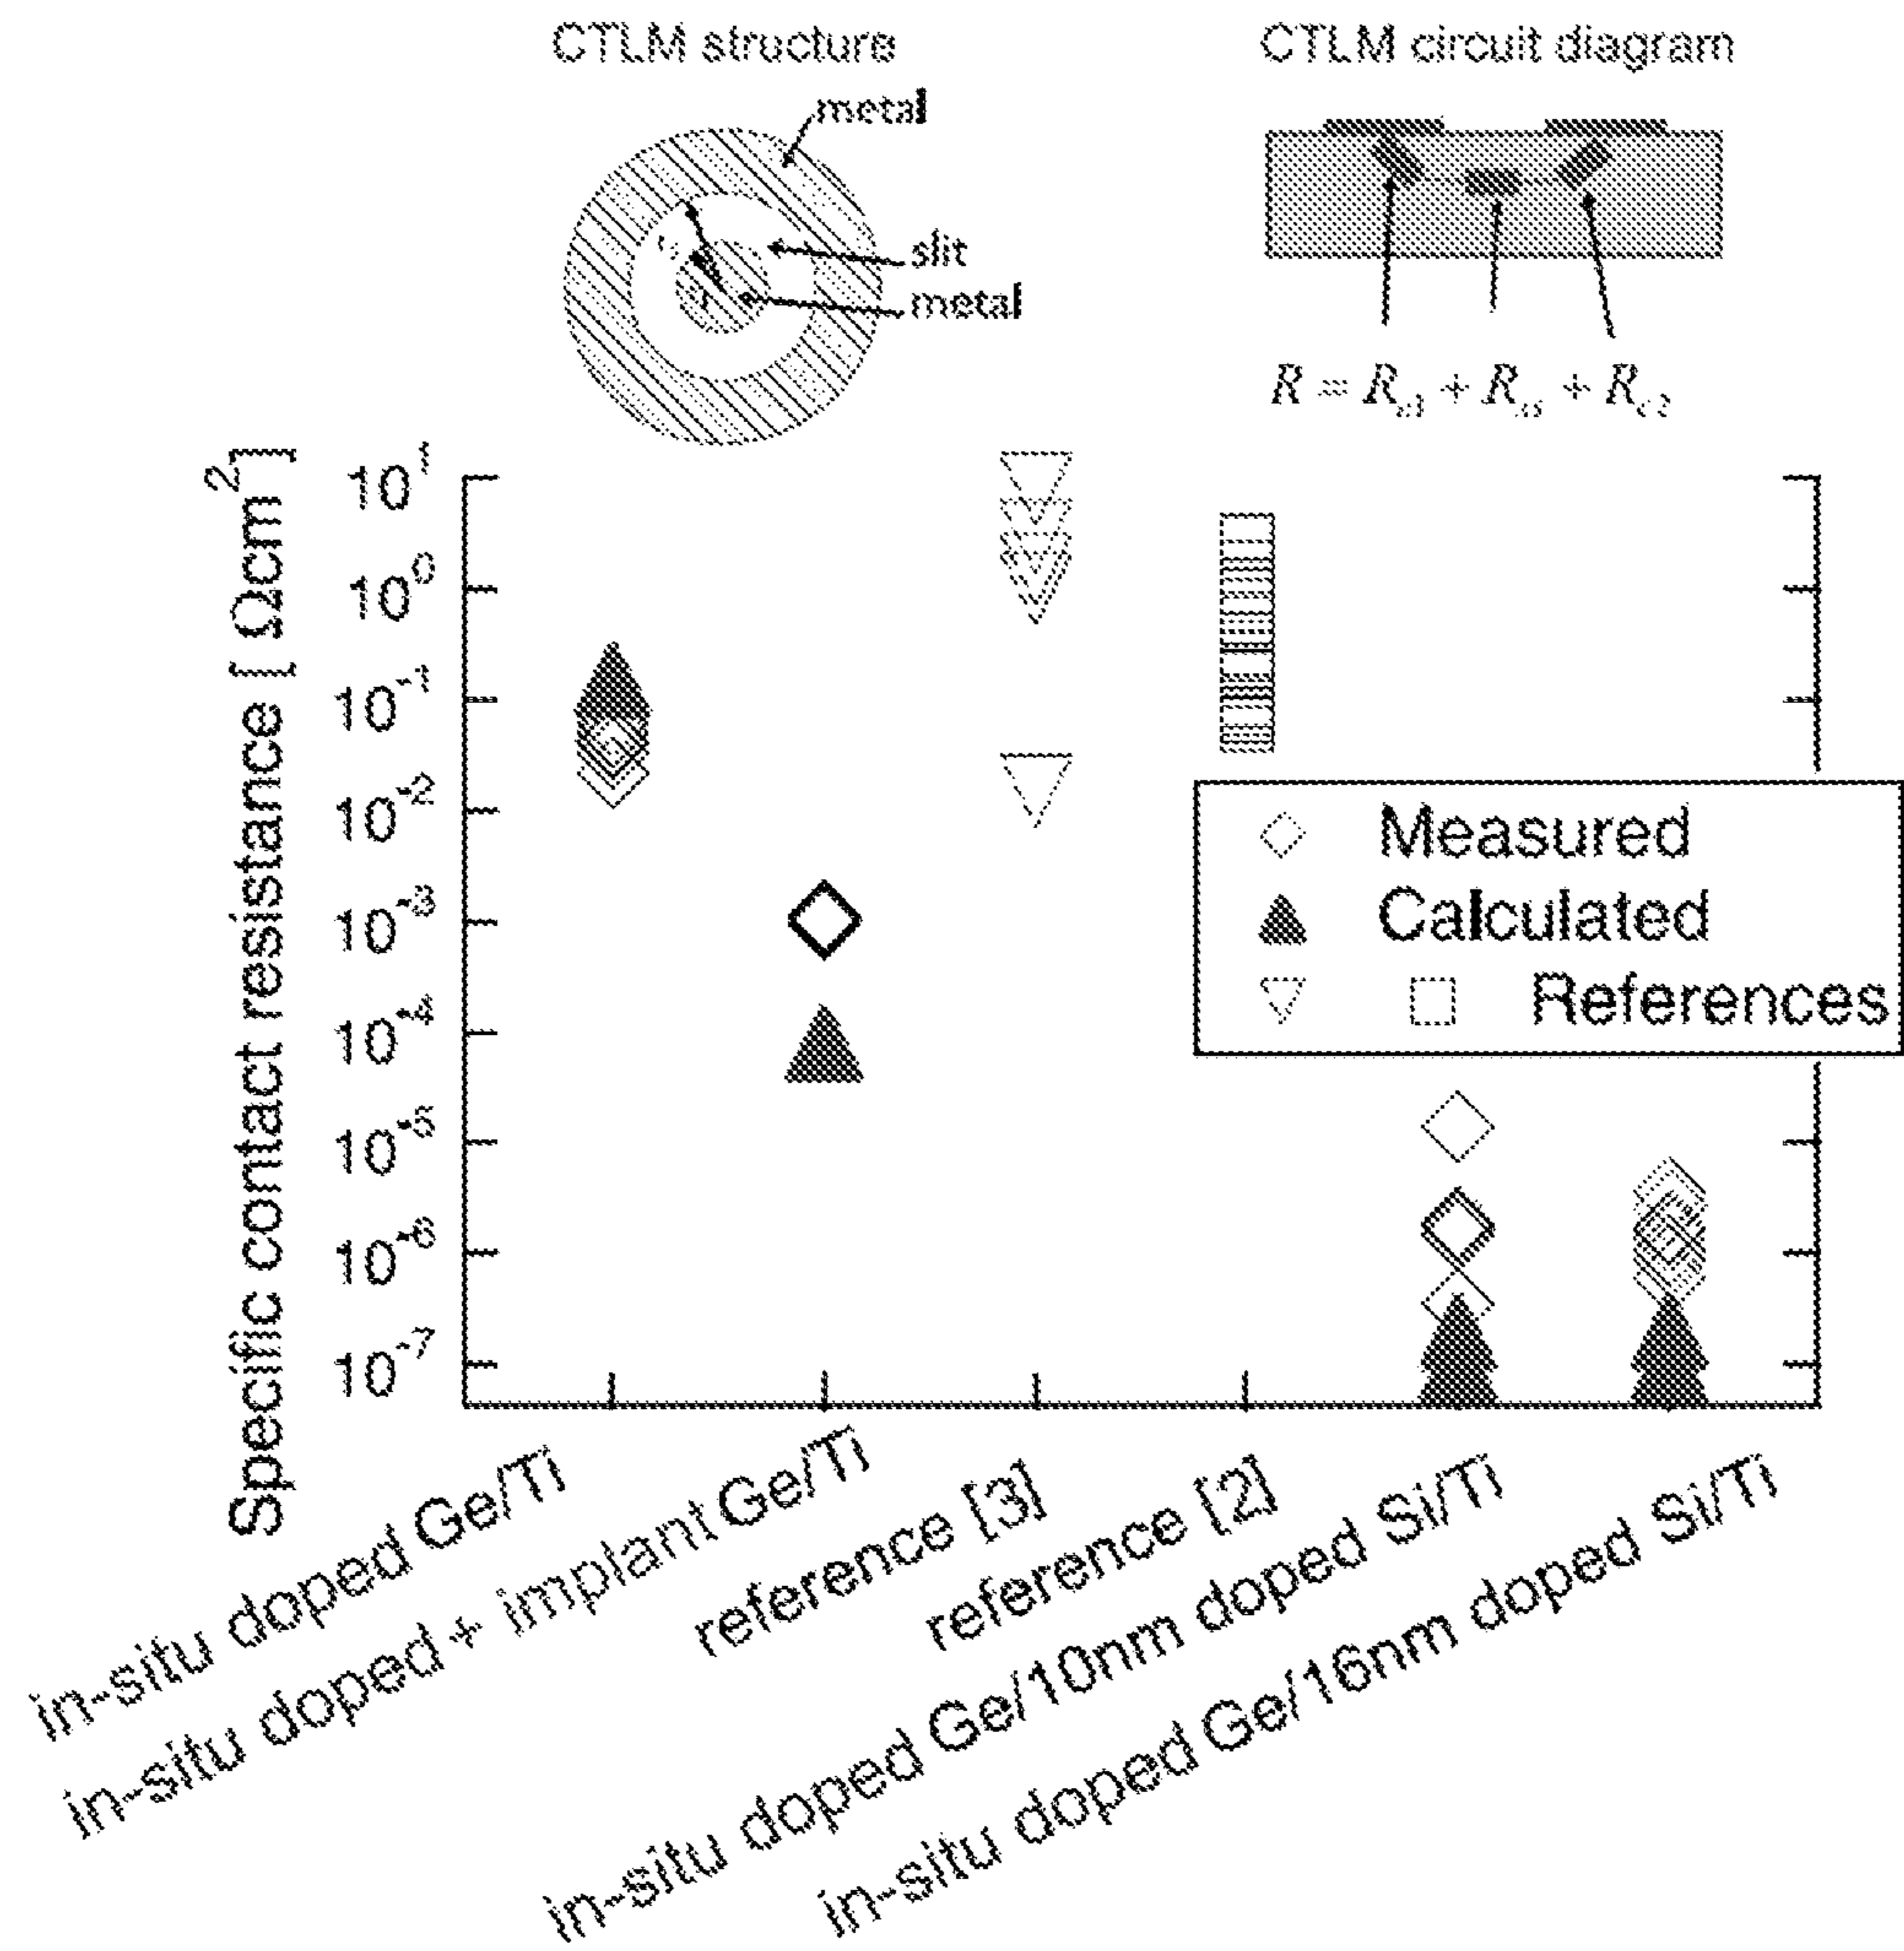 CTLM structure
CTLM circuit diagram
metal
slit
metal
R = R + R + R
Specific contact resistance [ Ωcm²]
10¹
10⁰
10⁻¹
10⁻²
10⁻³
10⁻⁴
10⁻⁵
10⁻⁶
10⁻⁷
Measured
Calculated
References
in-situ doped Ge/Ti
in-situ doped + implant Ge/Ti
reference [3]
reference [2]
in-situ doped Ge/10nm doped Si/Ti
in-situ doped Ge/16nm doped Si/Ti